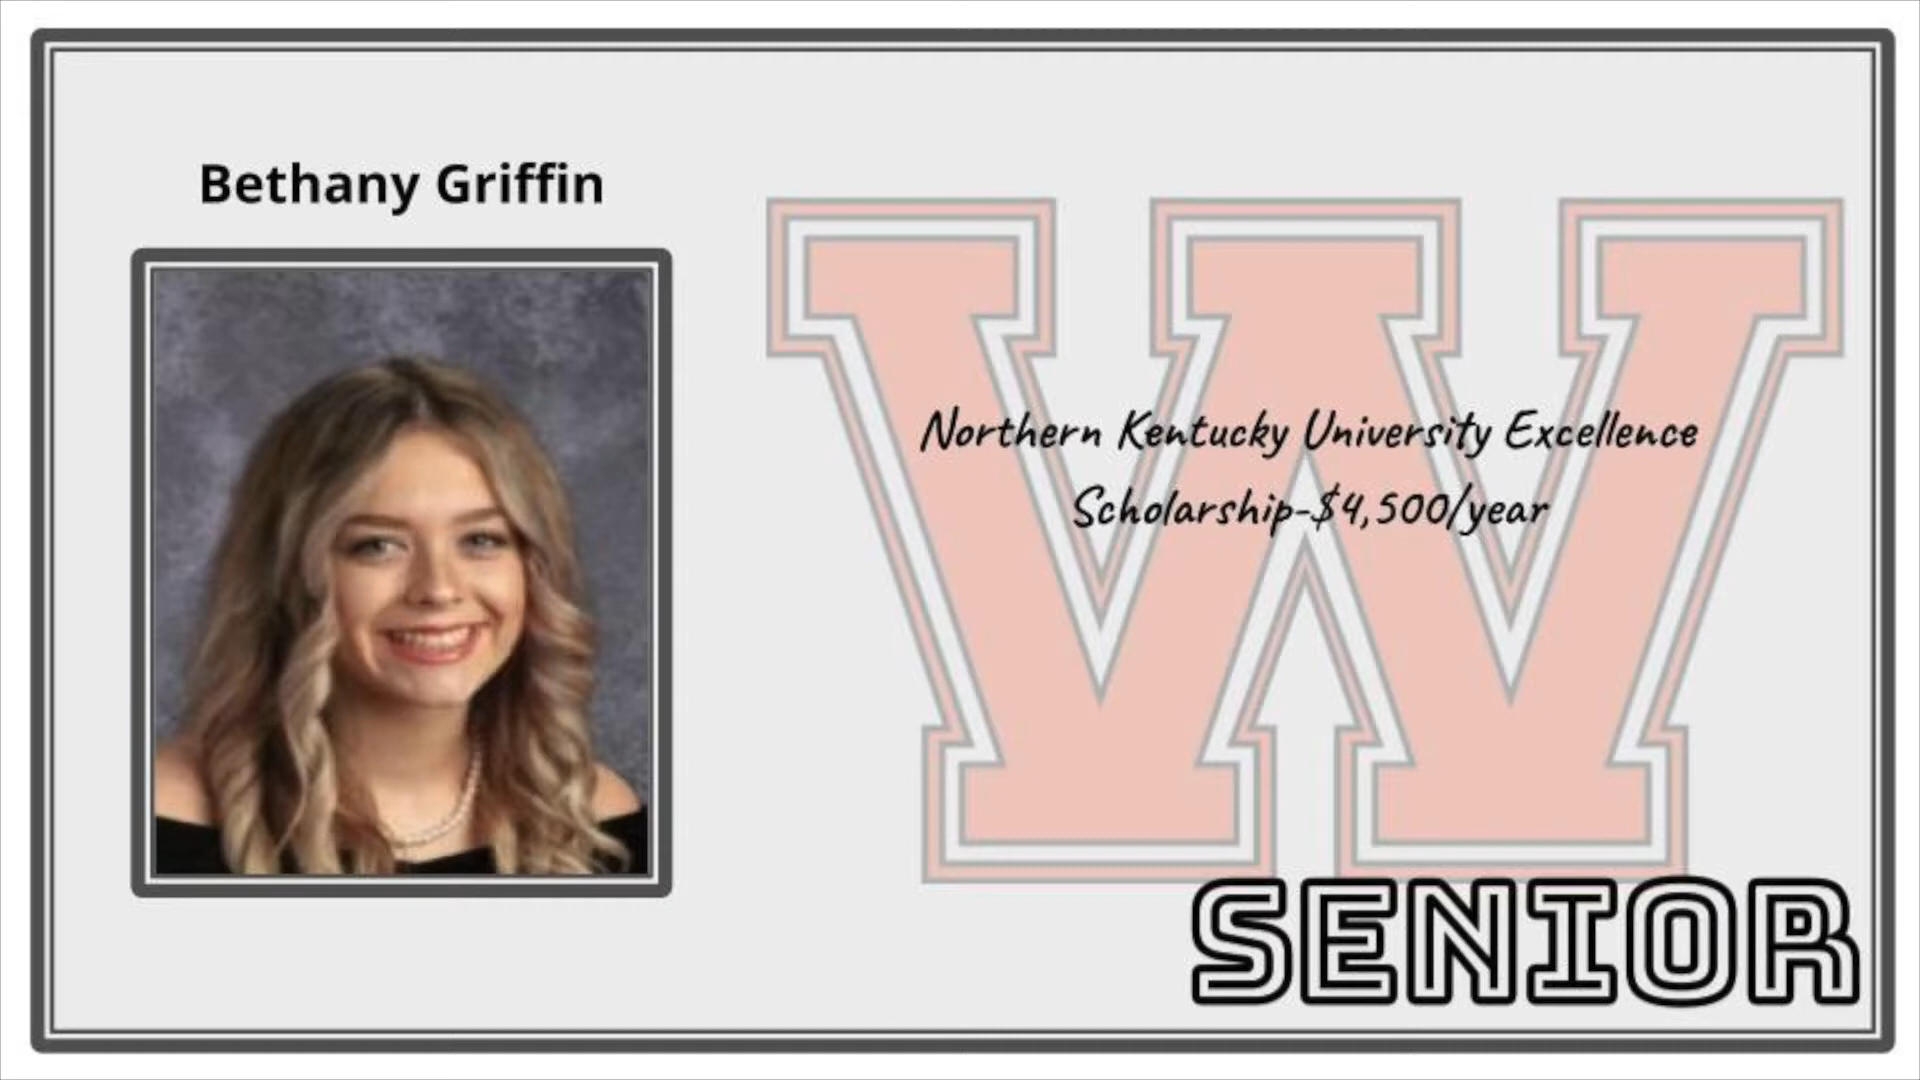 Bethany Griffin
W
Northern Kentucky University Excellence
Scholarship-$4,500/year
SENIOR